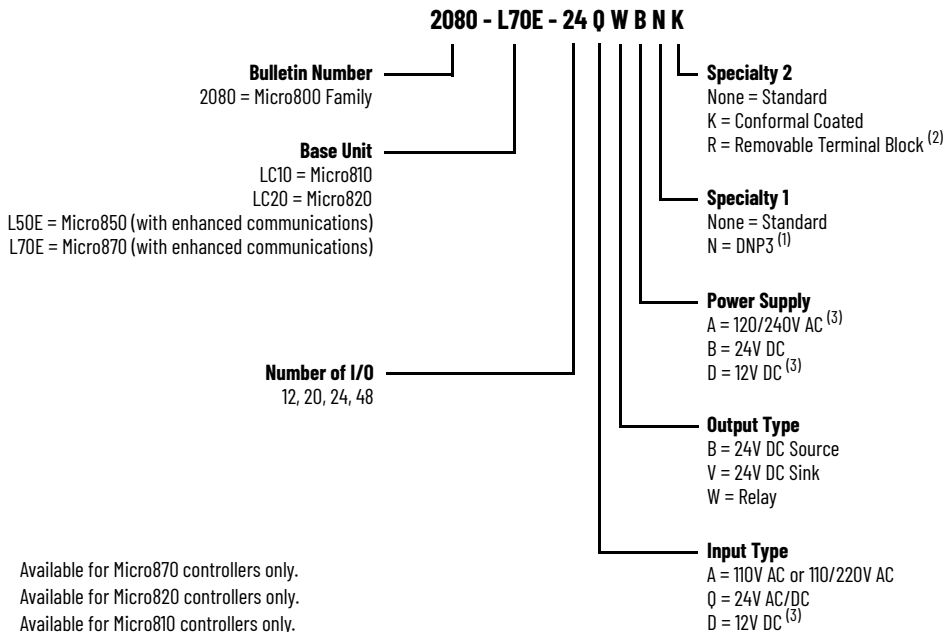 2080 - L70E - 24 Q W B N K
Bulletin Number
2080 = Micro800 Family
Base Unit
LC10 = Micro810
LC20 = Micro820
L50E = Micro850 (with enhanced communications)
L70E = Micro870 (with enhanced communications)
Number of I/O
12, 20, 24, 48
Specialty 2
None = Standard
K = Conformal Coated
R = Removable Terminal Block (2)
Specialty 1
None = Standard
N = DNP3 (1)
Power Supply
A = 120/240V AC (3)
B = 24V DC
D = 12V DC (3)
Output Type
B = 24V DC Source
V = 24V DC Sink
W = Relay
Input Type
A = 110V AC or 110/220V AC
Q = 24V AC/DC
D = 12V DC (3)
Available for Micro870 controllers only.
Available for Micro820 controllers only.
Available for Micro810 controllers only.